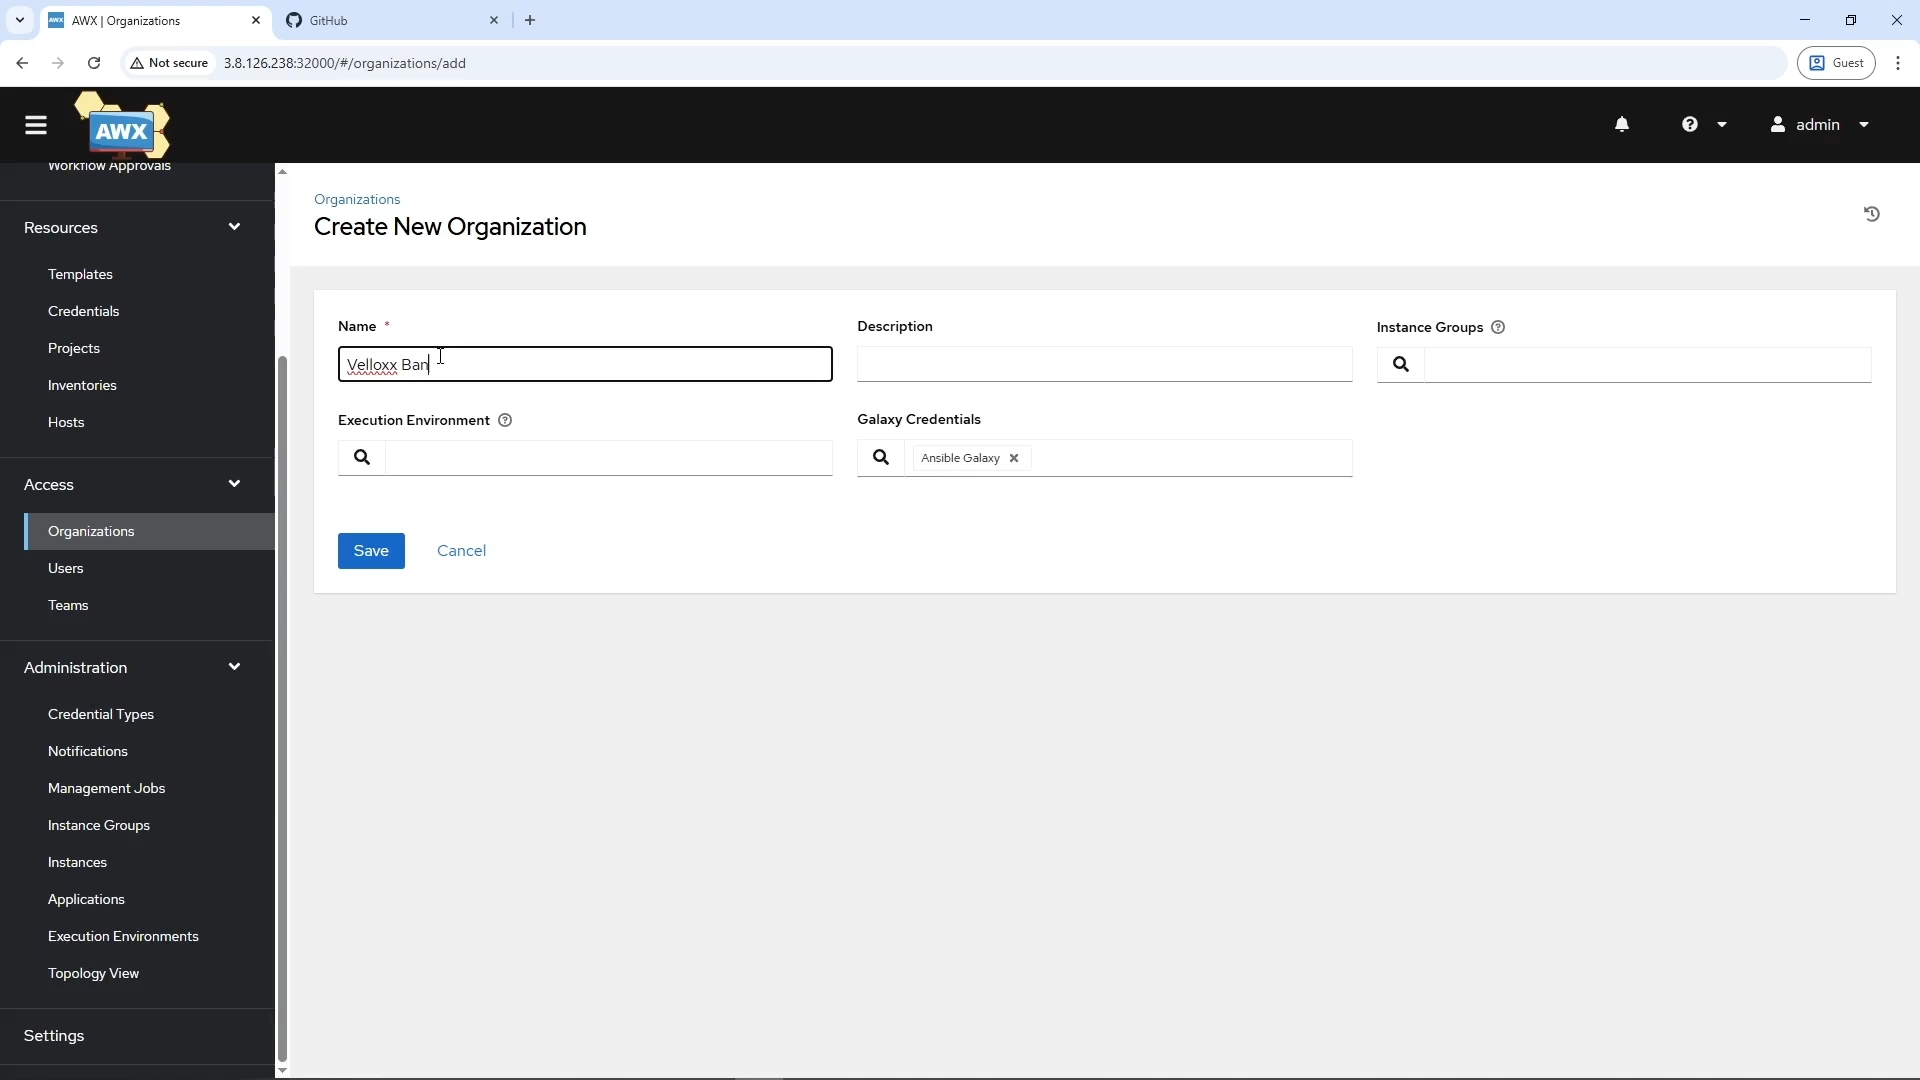 AWX | Organizations
GitHub
Not secure
3.8.126.238:32000/#/organizations/add
Guest
AWX
admin
Workflow Approvals
Resources
Templates
Credentials
Projects
Inventories
Hosts
Access
Organizations
Users
Teams
Administration
Credential Types
Notifications
Management Jobs
Instance Groups
Instances
Applications
Execution Environments
Topology View
Settings
Organizations
Create New Organization
Name *
Description
Instance Groups
Velloxx Ban
Execution Environment
Galaxy Credentials
Ansible Galaxy
Save
Cancel